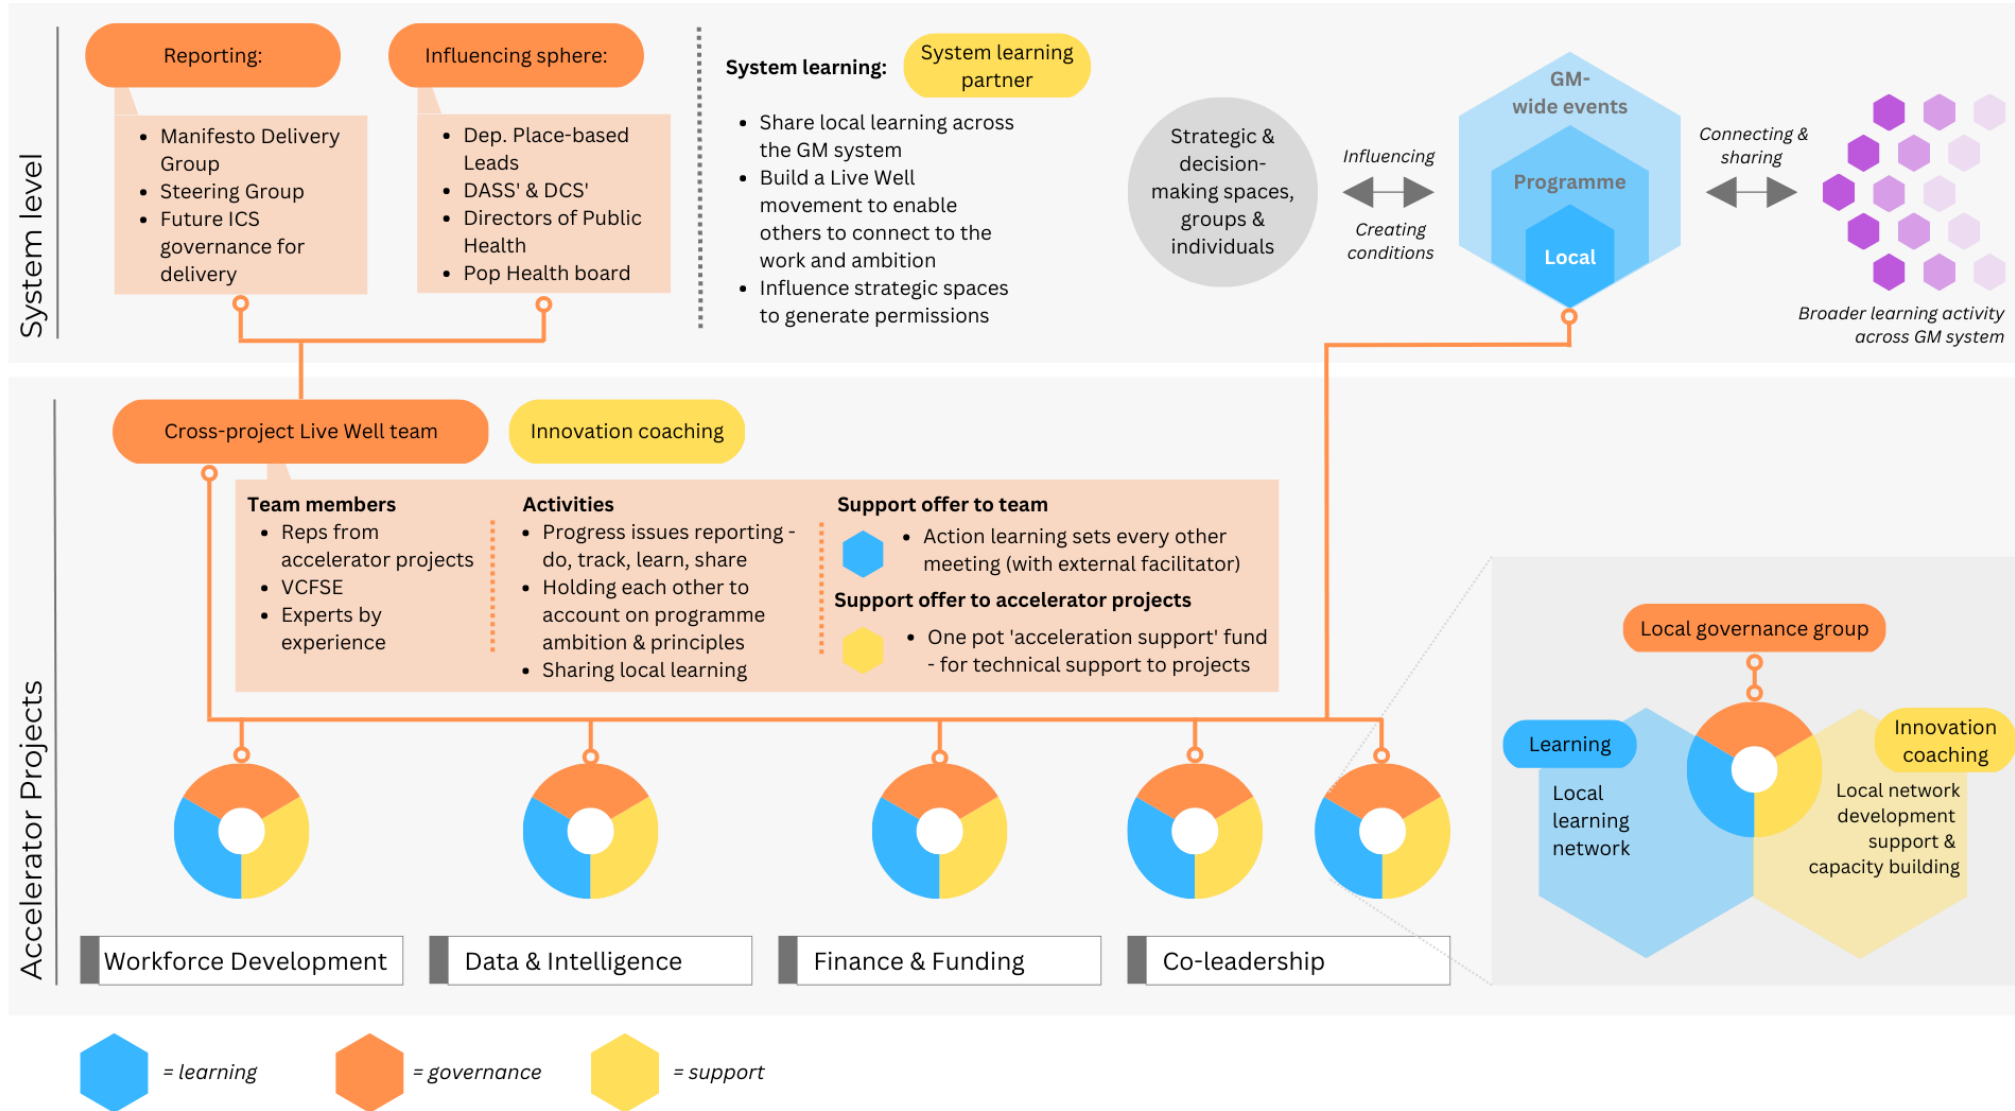 System level
Reporting:
• Manifesto Delivery
Group
• Steering Group
• Future ICS
governance for
delivery
Influencing sphere:
• Dep. Place-based
Leads
• DASS' & DCS'
• Directors of Public
Health
• Pop Health board
System learning:
System learning
partner
• Share local learning across
the GM system
• Build a Live Well
movement to enable
others to connect to the
work and ambition
• Influence strategic spaces
to generate permissions
Strategic &
decision-
making spaces,
groups &
individuals
Influencing
Creating
conditions
GM-
wide events
Programme
Local
Connecting &
sharing
Broader learning activity
across GM system
Accelerator Projects
Cross-project Live Well team
Innovation coaching
Team members
• Reps from
accelerator projects
• VCFSE
• Experts by
experience
Activities
• Progress issues reporting -
do, track, learn, share
• Holding each other to
account on programme
ambition & principles
• Sharing local learning
Support offer to team
• Action learning sets every other
meeting (with external facilitator)
Support offer to accelerator projects
• One pot 'acceleration support' fund
- for technical support to projects
Workforce Development
Data & Intelligence
Finance & Funding
Co-leadership
Local governance group
Learning
Local
learning
network
Innovation
coaching
Local network
development
support &
capacity building
= learning
= governance
= support